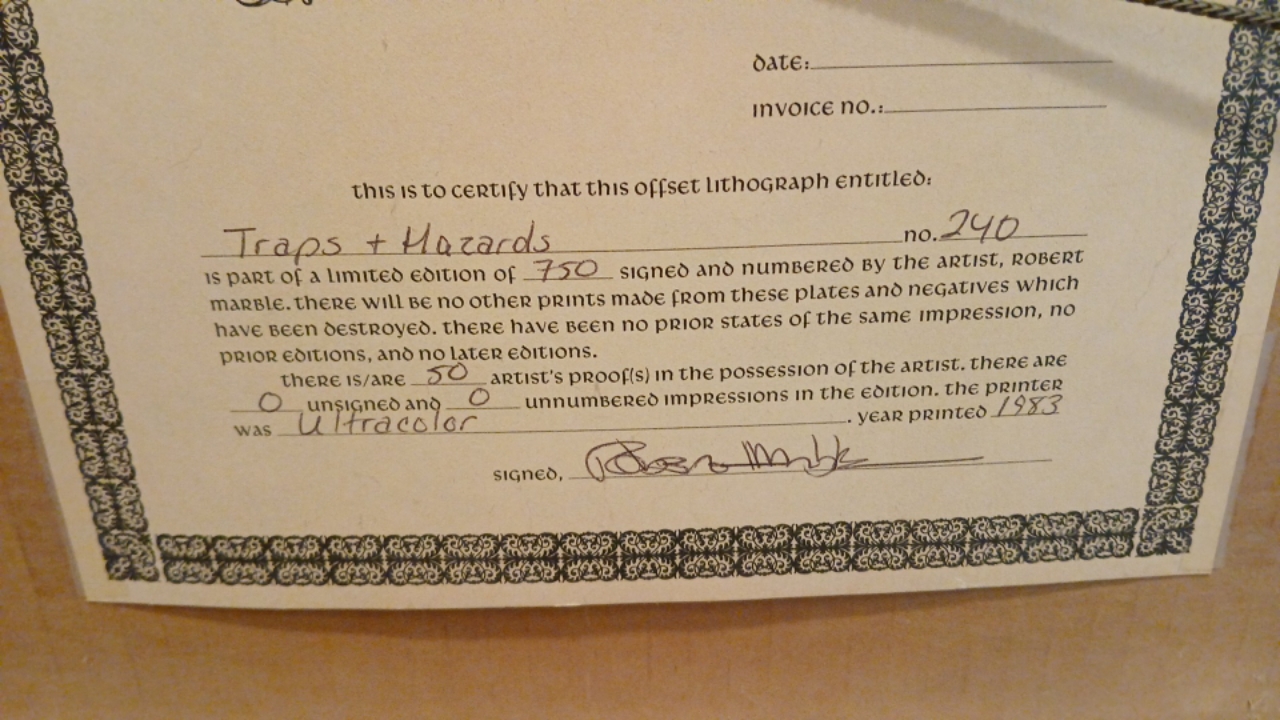 DATE:
INVOICE NO.:
THIS IS TO CERTIFY THAT THIS OFFSET LITHOGRAPH ENTITLED:
Traps + Hazards NO. 240
IS PART OF A LIMITED EDITION OF 750 SIGNED AND NUMBERED BY THE ARTIST, ROBERT
MARBLE. THERE WILL BE NO OTHER PRINTS MADE FROM THESE PLATES AND NEGATIVES WHICH
HAVE BEEN DESTROYED. THERE HAVE BEEN NO PRIOR STATES OF THE SAME IMPRESSION, NO
PRIOR EDITIONS, AND NO LATER EDITIONS.
THERE IS/ARE 50 ARTIST'S PROOF(S) IN THE POSSESSION OF THE ARTIST. THERE ARE
0 UNSIGNED AND 0 UNNUMBERED IMPRESSIONS IN THE EDITION. THE PRINTER
WAS Ultracolor. YEAR PRINTED 1983
SIGNED,